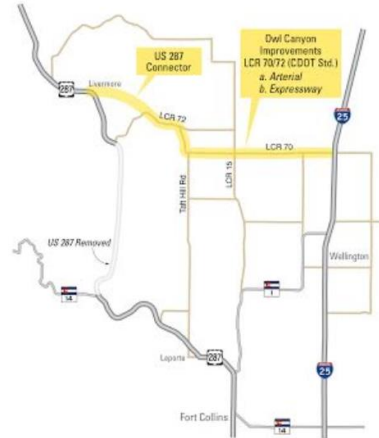 US 287
Connector
Owl Canyon
Improvements
LCR 70/72 (CDOT Std.)
a. Arterial
b. Expressway
287
Livermore
25
LCR 72
LCR 70
Taft Hill Rd
LCR 15
US 287 Removed
Wellington
14
1
Laporte
287
25
Fort Collins
14